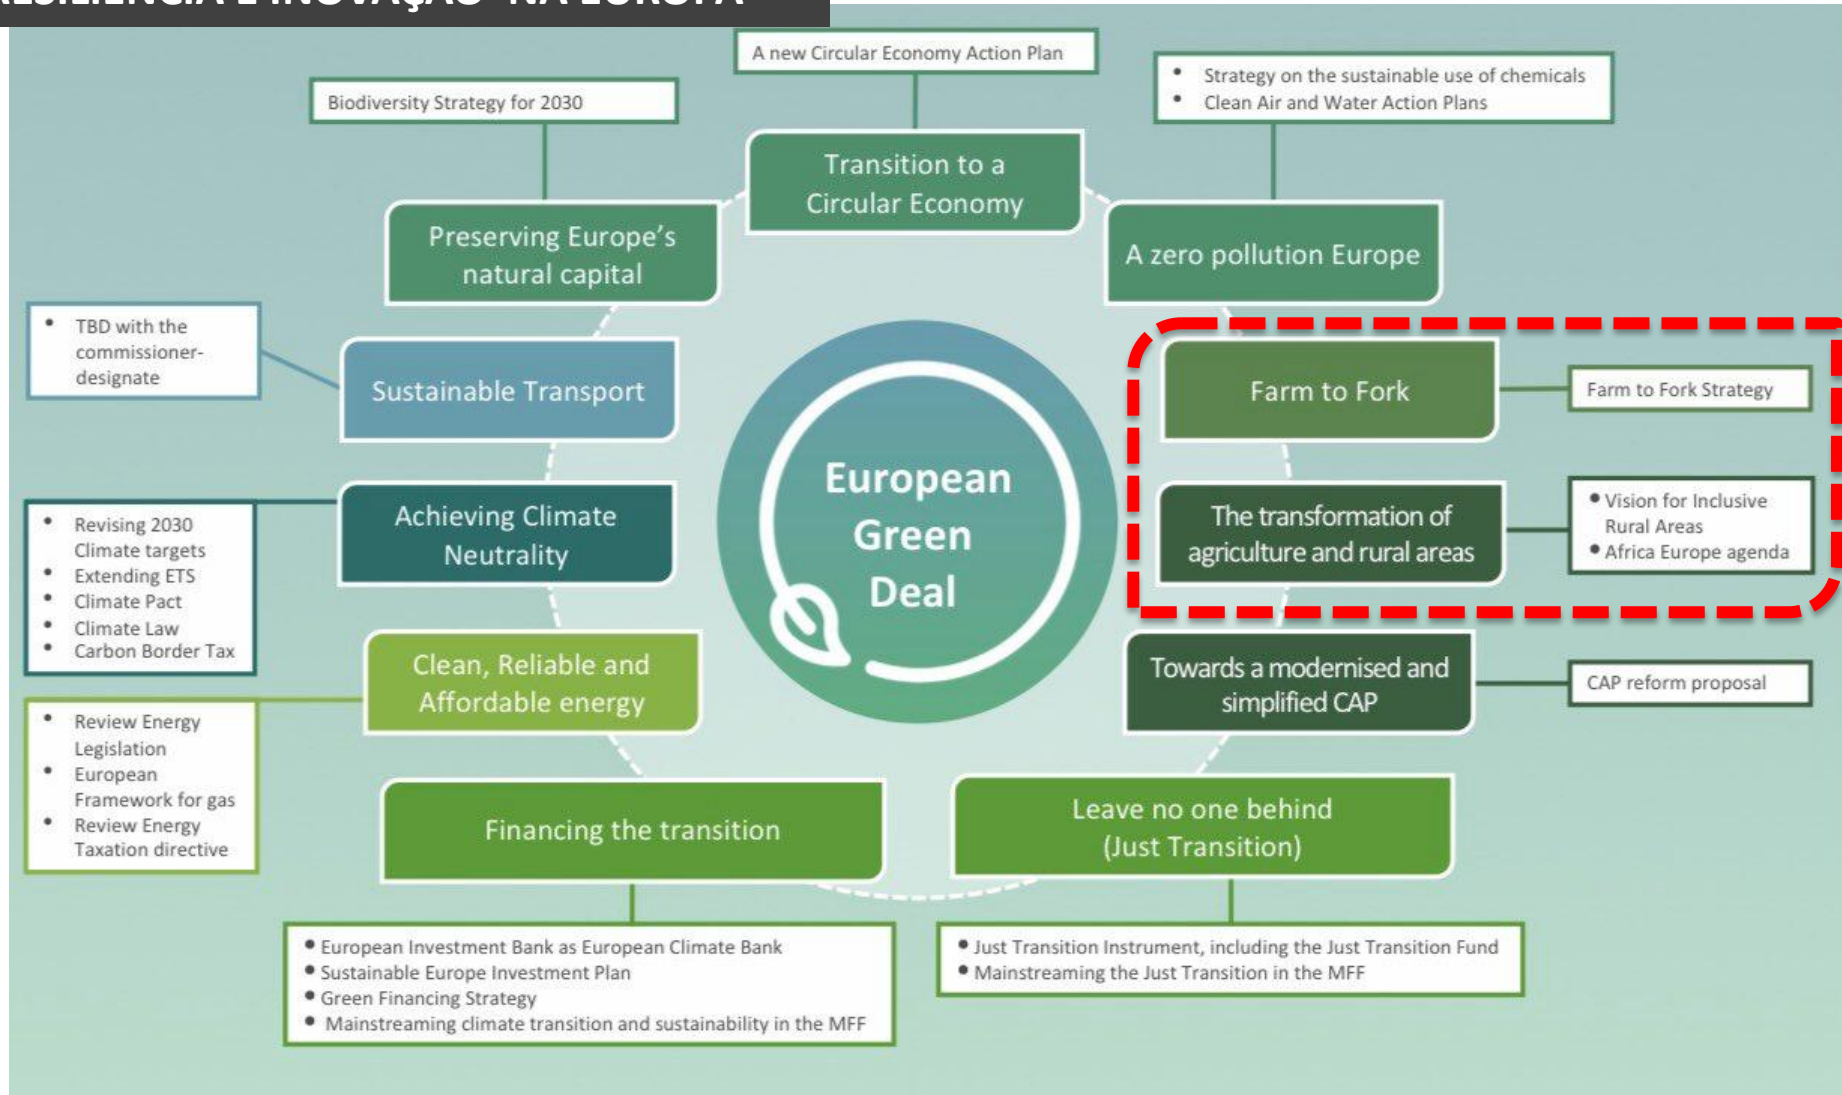 RESILIÊNCIA E INOVAÇÃO NA EUROPA
A new Circular Economy Action Plan
• Strategy on the sustainable use of chemicals
• Clean Air and Water Action Plans
Biodiversity Strategy for 2030
Transition to a
Circular Economy
Preserving Europe's
natural capital
A zero pollution Europe
• TBD with the
commissioner-
designate
Sustainable Transport
Farm to Fork
Farm to Fork Strategy
European
Green
Deal
• Revising 2030
Climate targets
• Extending ETS
• Climate Pact
• Climate Law
• Carbon Border Tax
Achieving Climate
Neutrality
The transformation of
agriculture and rural areas
• Vision for Inclusive
Rural Areas
• Africa Europe agenda
Clean, Reliable and
Affordable energy
Towards a modernised and
simplified CAP
CAP reform proposal
• Review Energy
Legislation
• European
Framework for gas
• Review Energy
Taxation directive
Financing the transition
Leave no one behind
(Just Transition)
• European Investment Bank as European Climate Bank
• Sustainable Europe Investment Plan
• Green Financing Strategy
• Mainstreaming climate transition and sustainability in the MFF
• Just Transition Instrument, including the Just Transition Fund
• Mainstreaming the Just Transition in the MFF